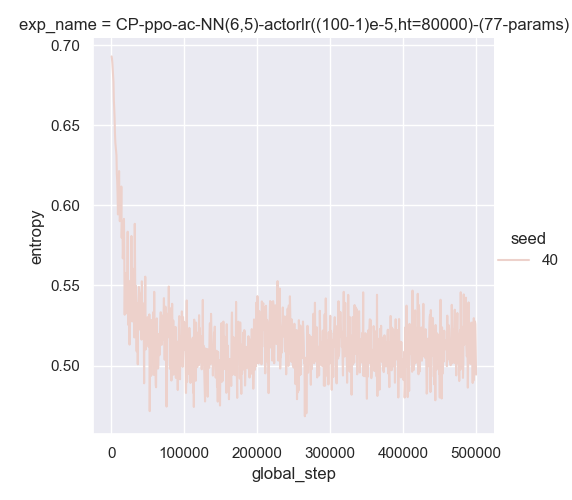 exp_name = CP-ppo-ac-NN(6,5)-actorlr((100-1)e-5,ht=80000)-(77-params)
0.70
0.65
0.60
0.55
0.50
entropy
0 100000 200000 300000 400000 500000
global_step
seed
40